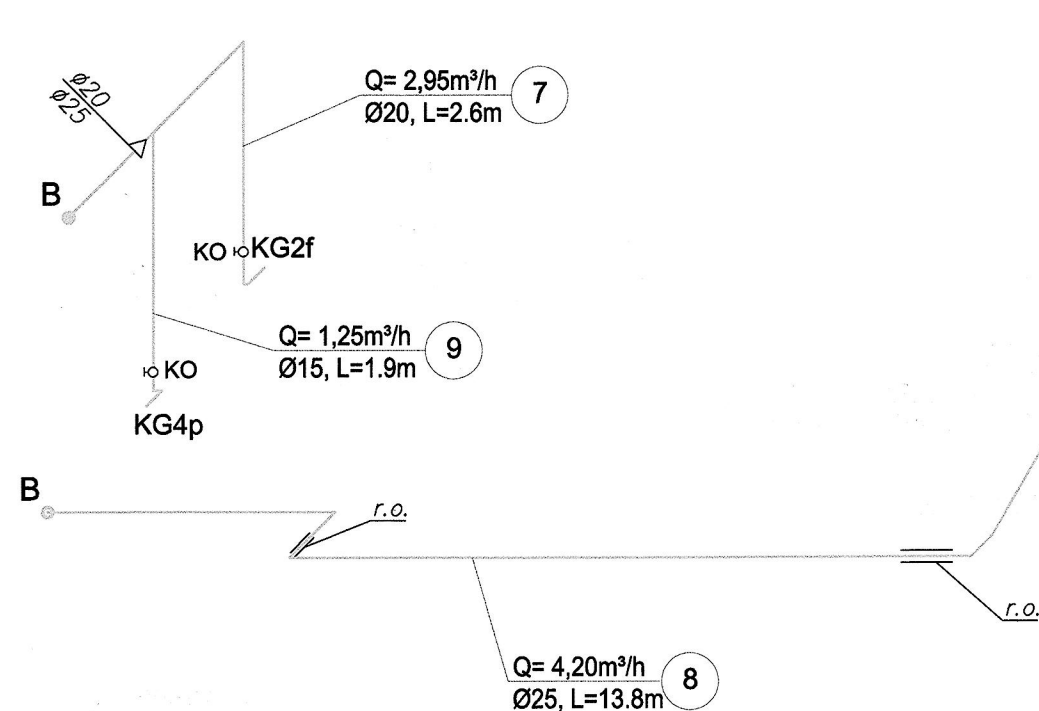 ø20
ø25
Q= 2,95m³/h
Ø20, L=2.6m
7
B
KO
KG2f
Q= 1,25m³/h
Ø15, L=1.9m
9
KO
KG4p
B
r.o.
r.o.
Q= 4,20m³/h
Ø25, L=13.8m
8